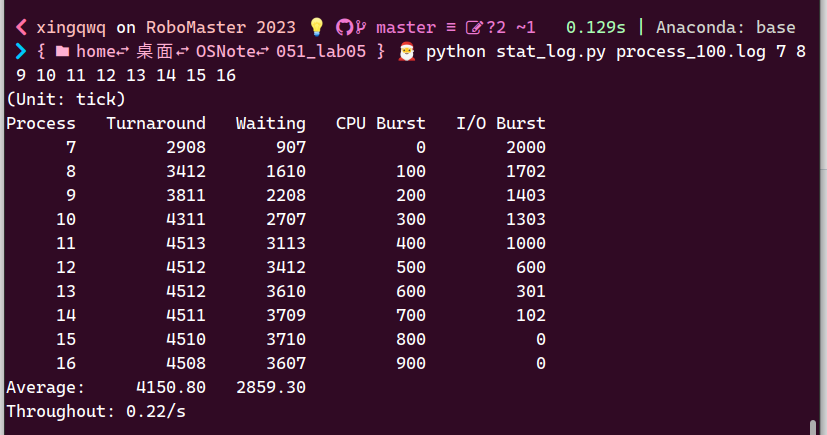 xingqwq on RoboMaster 2023 💡 master ≡ ?2 ~1 0.129s | Anaconda: base
{ home 桌面 OSNote 051_lab05 } 🎅 python stat_log.py process_100.log 7 8
9 10 11 12 13 14 15 16
(Unit: tick)
Process Turnaround Waiting CPU Burst I/O Burst
7 2908 907 0 2000
8 3412 1610 100 1702
9 3811 2208 200 1403
10 4311 2707 300 1303
11 4513 3113 400 1000
12 4512 3412 500 600
13 4512 3610 600 301
14 4511 3709 700 102
15 4510 3710 800 0
16 4508 3607 900 0
Average: 4150.80 2859.30
Throughput: 0.22/s